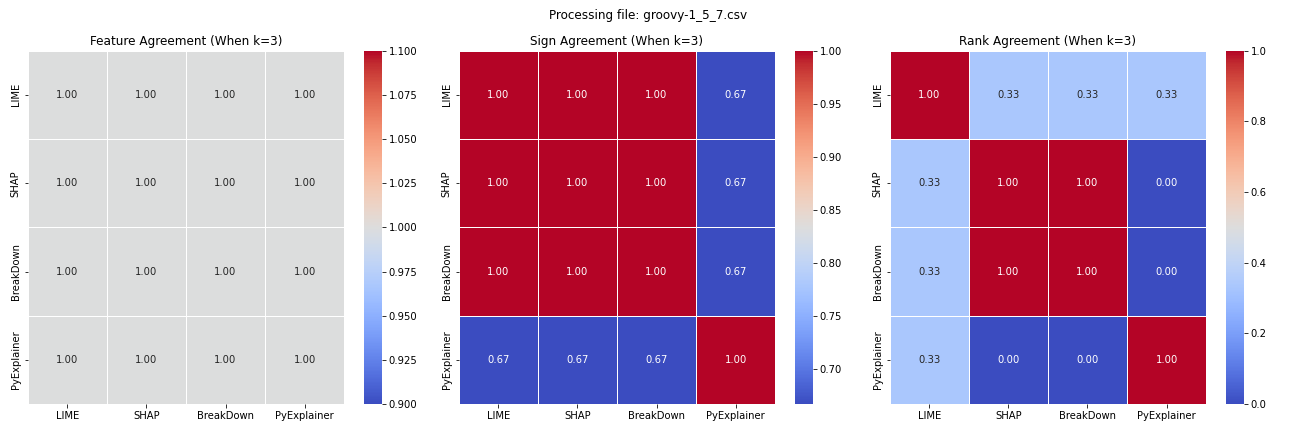 Processing file: groovy-1_5_7.csv
Feature Agreement (When k=3)
LIME 1.00 1.00 1.00 1.00
SHAP 1.00 1.00 1.00 1.00
BreakDown 1.00 1.00 1.00 1.00
PyExplainer 1.00 1.00 1.00 1.00
LIME SHAP BreakDown PyExplainer
1.100
1.075
1.050
1.025
1.000
0.975
0.950
0.925
0.900
Sign Agreement (When k=3)
LIME 1.00 1.00 1.00 0.67
SHAP 1.00 1.00 1.00 0.67
BreakDown 1.00 1.00 1.00 0.67
PyExplainer 0.67 0.67 0.67 1.00
LIME SHAP BreakDown PyExplainer
1.00
0.95
0.90
0.85
0.80
0.75
0.70
Rank Agreement (When k=3)
LIME 1.00 0.33 0.33 0.33
SHAP 0.33 1.00 1.00 0.00
BreakDown 0.33 1.00 1.00 0.00
PyExplainer 0.33 0.00 0.00 1.00
LIME SHAP BreakDown PyExplainer
1.0
0.8
0.6
0.4
0.2
0.0